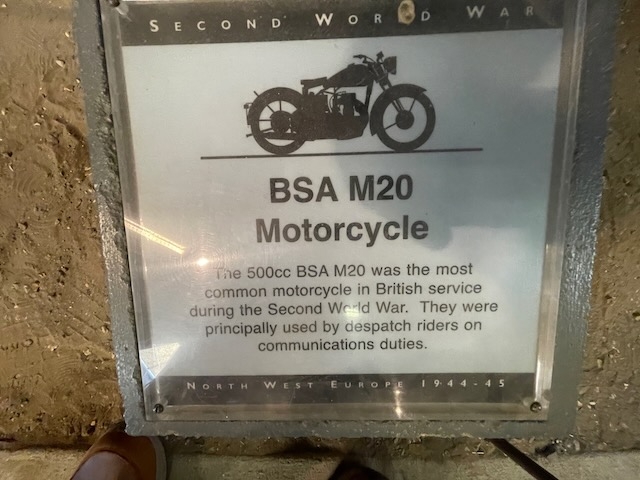 SECOND WORLD WAR
BSA M20
Motorcycle
The 500cc BSA M20 was the most
common motorcycle in British service
during the Second World War. They were
principally used by despatch riders on
communications duties.
NORTH WEST EUROPE 1944-45